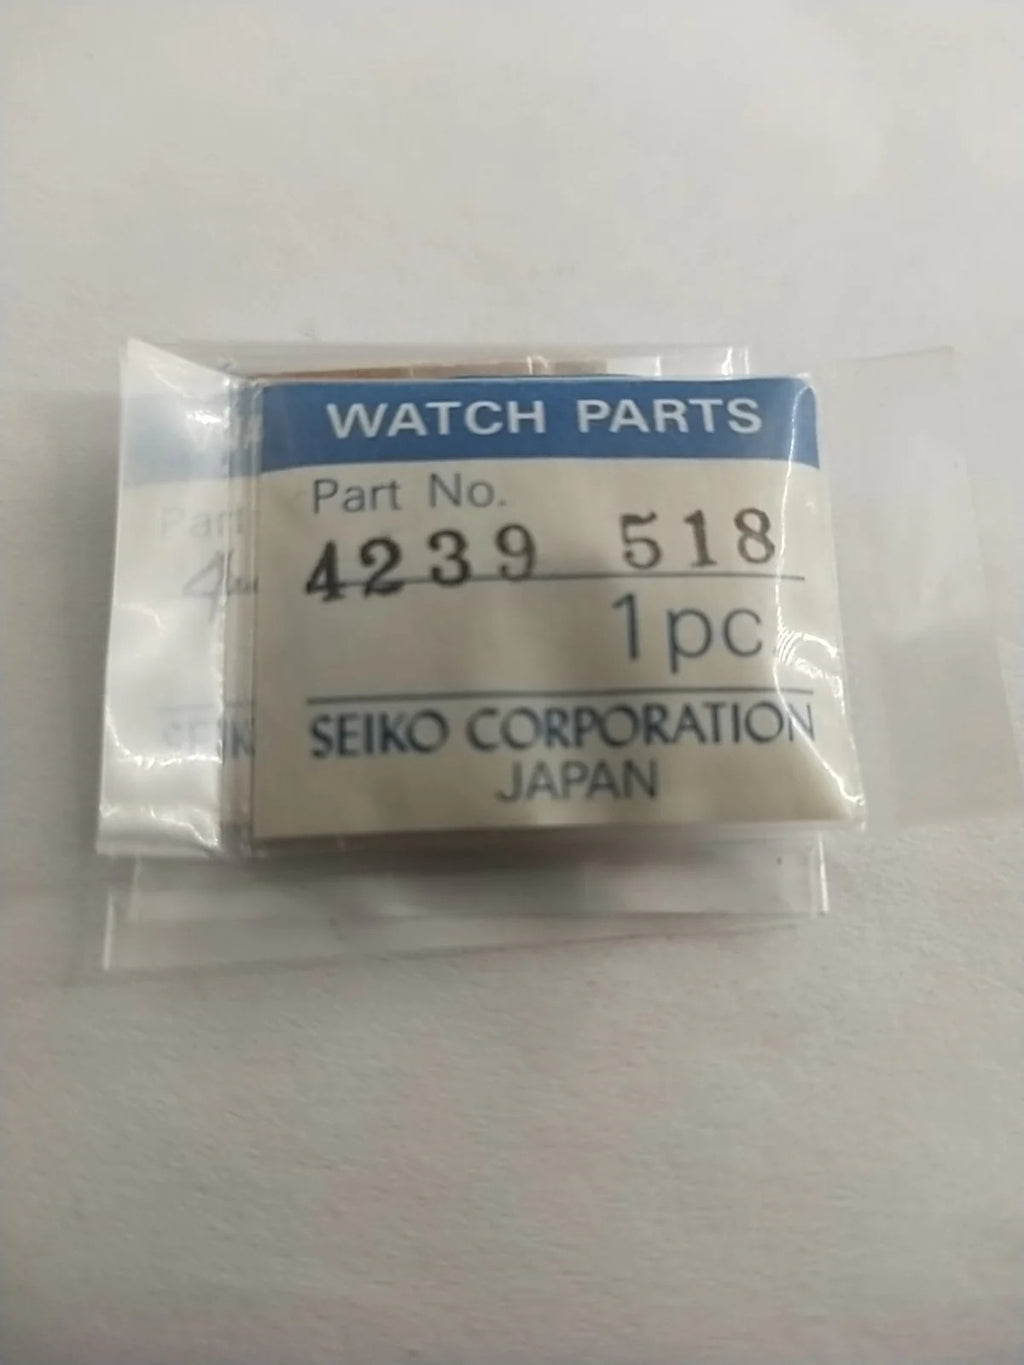 WATCH PARTS
Part No.
4239 518
1pc.
SEIKO CORPORATION
JAPAN